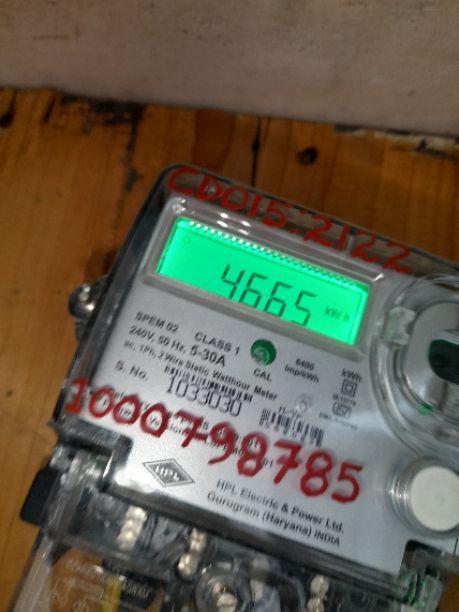 CD015 2122
4665 kWh
SPEM 02 CLASS 1
240V, 50 Hz, 5-30A
CAL
6400
imp/kWh
kWh
ac, 1Ph, 2 Wire Static Watthour Meter
S. No.
1033030
1000798785
HPL
HPL Electric & Power Ltd.
Gurugram (Haryana) INDIA